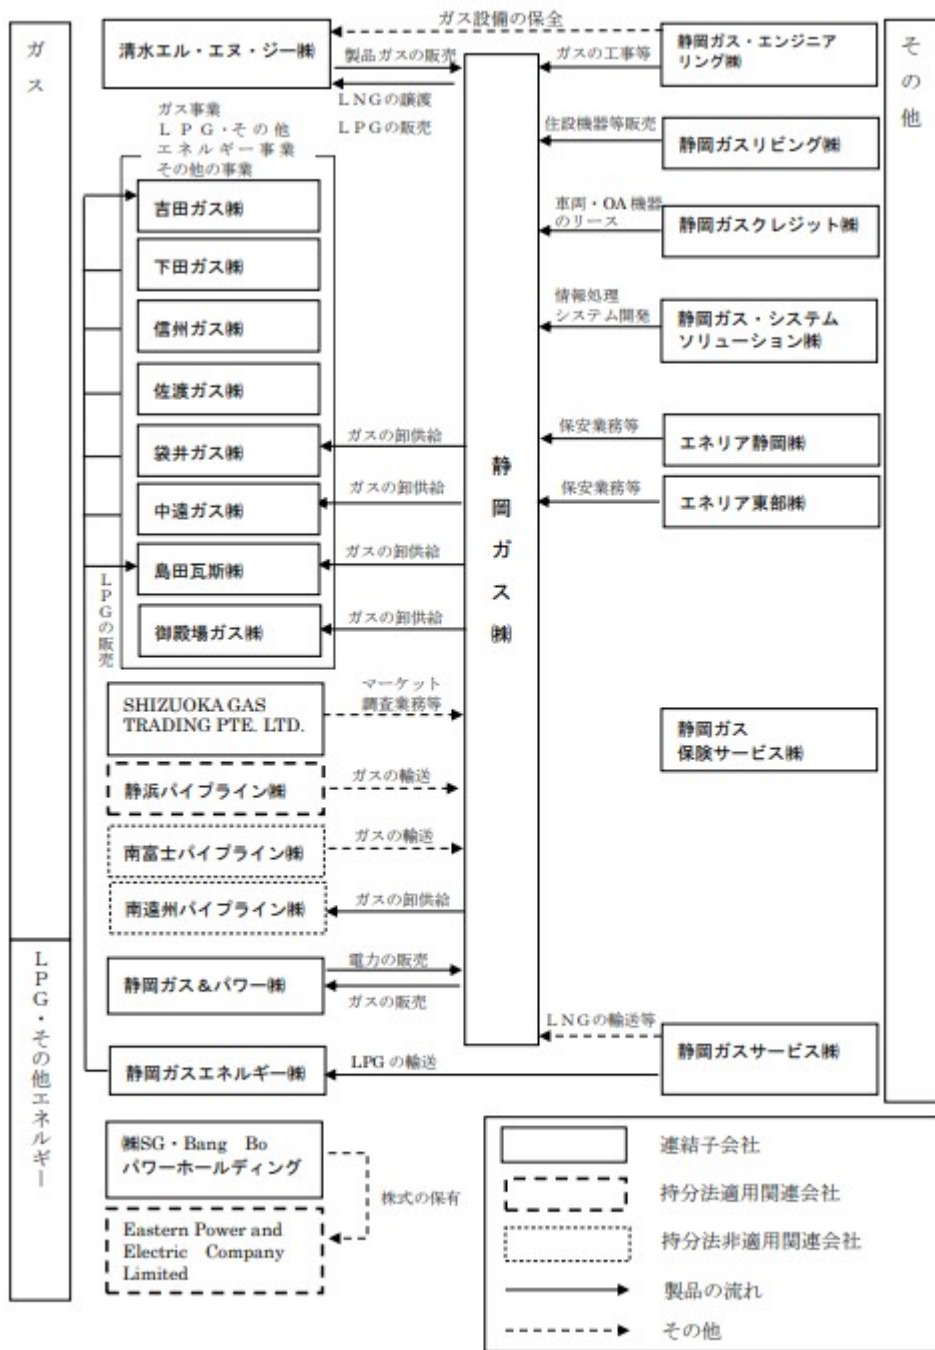 ガス
その他
LPG・その他エネルギー
清水エル・エヌ・ジー㈱
ガス設備の保全
製品ガスの販売
LNGの譲渡
LPGの販売
静岡ガス・エンジニア
リング㈱
ガスの工事等
ガス事業
LPG・その他
エネルギー事業
その他の事業
吉田ガス㈱
下田ガス㈱
信州ガス㈱
佐渡ガス㈱
袋井ガス㈱
中遠ガス㈱
島田瓦斯㈱
御殿場ガス㈱
LPGの販売
ガスの卸供給
ガスの卸供給
ガスの卸供給
ガスの卸供給
静岡ガス㈱
住設機器等販売
静岡ガスリビング㈱
車両・OA機器
のリース
静岡ガスクレジット㈱
情報処理
システム開発
静岡ガス・システム
ソリューション㈱
保安業務等
エネリア静岡㈱
保安業務等
エネリア東部㈱
SHIZUOKA GAS
TRADING PTE. LTD.
マーケット
調査業務等
静岡ガス
保険サービス㈱
静浜パイプライン㈱
ガスの輸送
南富士パイプライン㈱
ガスの輸送
南遠州パイプライン㈱
ガスの卸供給
静岡ガス＆パワー㈱
電力の販売
ガスの販売
LNGの輸送等
静岡ガスサービス㈱
静岡ガスエネルギー㈱
LPGの輸送
㈱SG・Bang Bo
パワーホールディング
株式の保有
Eastern Power and
Electric Company
Limited
連結子会社
持分法適用関連会社
持分法非適用関連会社
製品の流れ
その他